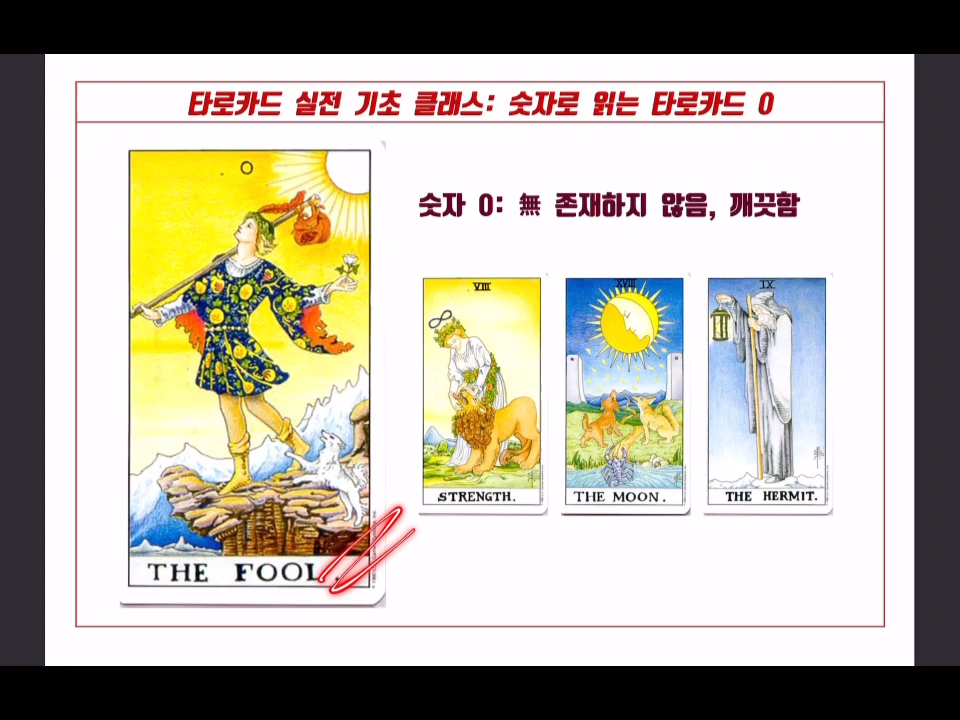 타로카드 실전 기초 클래스: 숫자로 읽는 타로카드 0
0
숫자 0: 無 존재하지 않음, 깨끗함
VIII
XVIII
IX
STRENGTH.
THE MOON.
THE HERMIT.
THE FOOL.